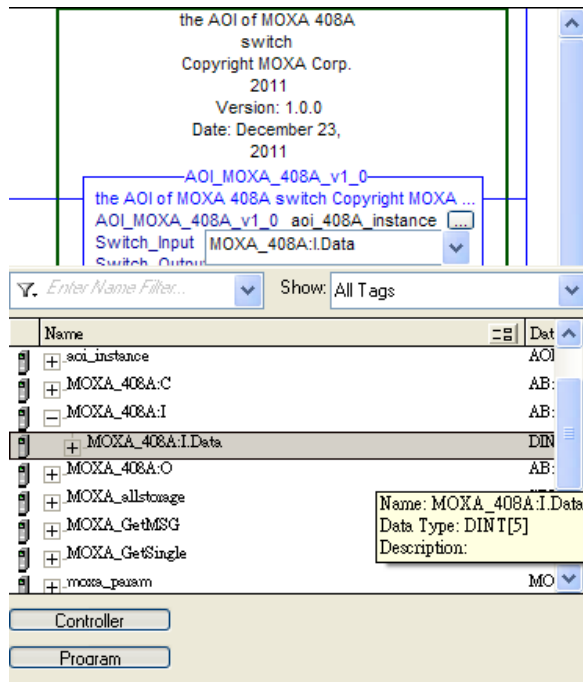 the AOI of MOXA 408A
switch
Copyright MOXA Corp.
2011
Version: 1.0.0
Date: December 23,
2011
AOI_MOXA_408A_v1_0
the AOI of MOXA 408A switch Copyright MOXA ...
AOI_MOXA_408A_v1_0 aoi_408A_instance ...
Switch_Input MOXA_408A:I.Data
Switch_Output
Enter Name Filter... Show: All Tags
Name Dat
aoi_instance AOI
MOXA_408A:C AB:
MOXA_408A:I AB:
MOXA_408A:I.Data DIN
MOXA_408A:O AB:
MOXA_allstorage
MOXA_GetMSG
MOXA_GetSingle
moxa_param MO
Name: MOXA_408A:I.Data
Data Type: DINT[5]
Description:
Controller
Program